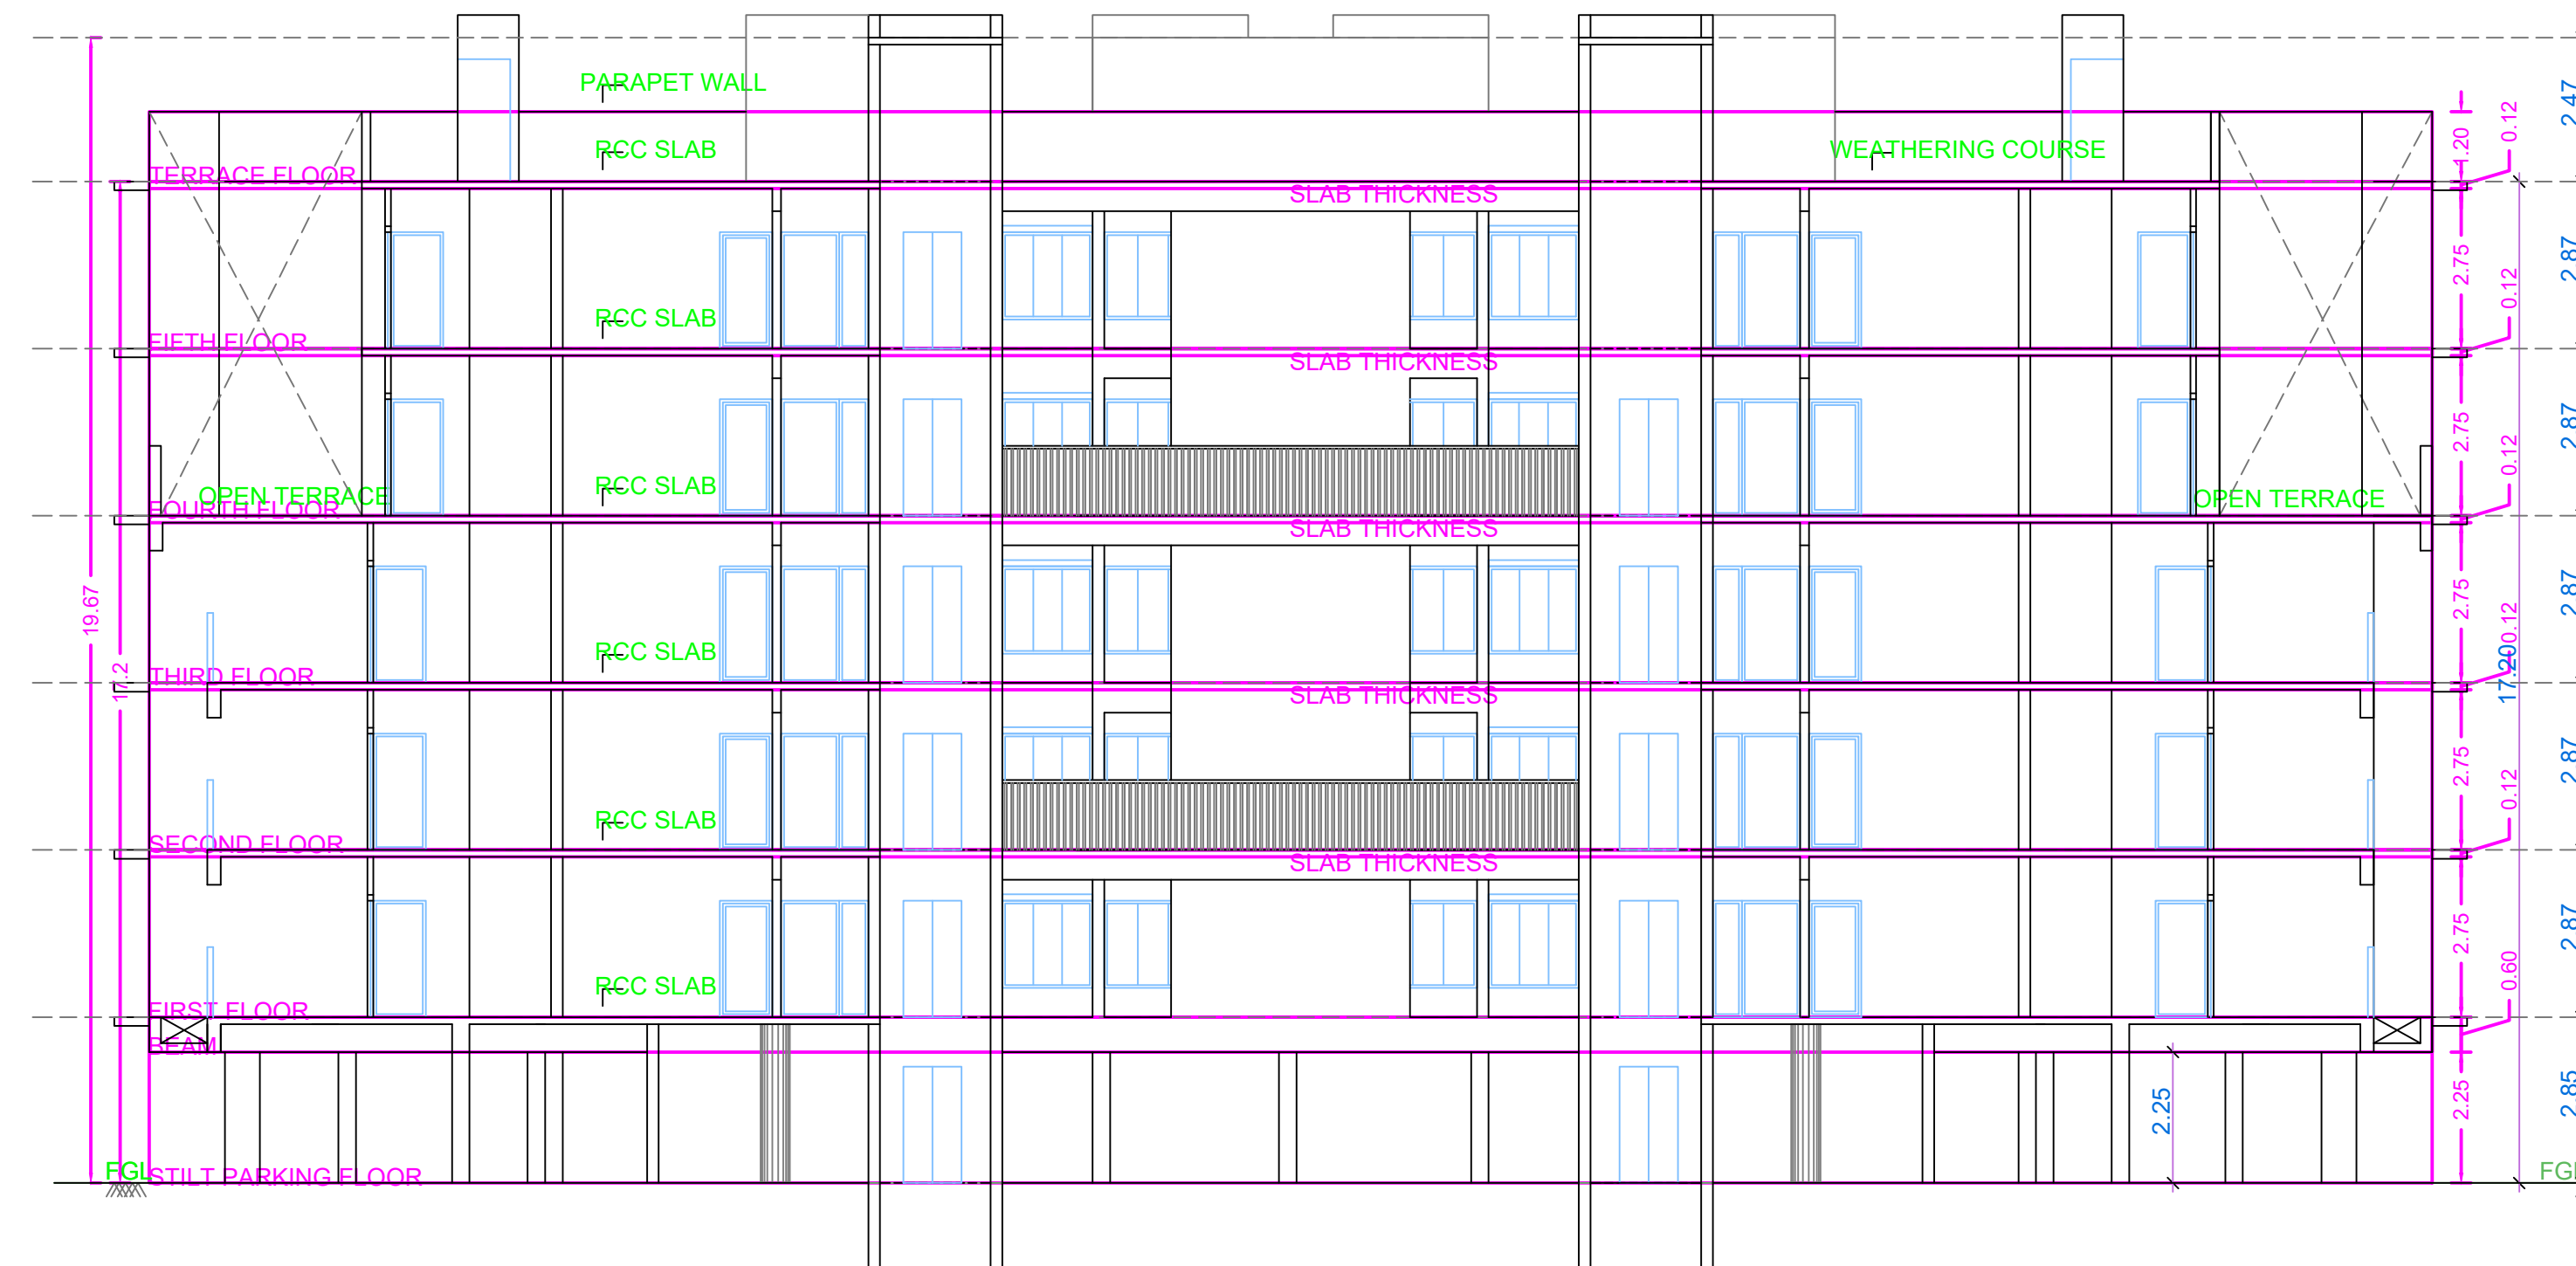 PARAPET WALL
RCC SLAB
WEATHERING COURSE
TERRACE FLOOR
SLAB THICKNESS
RCC SLAB
FIFTH FLOOR
SLAB THICKNESS
OPEN TERRACE
RCC SLAB
OPEN TERRACE
FOURTH FLOOR
SLAB THICKNESS
RCC SLAB
THIRD FLOOR
SLAB THICKNESS
RCC SLAB
SECOND FLOOR
SLAB THICKNESS
RCC SLAB
FIRST FLOOR
BEAM
FGL
STILT PARKING FLOOR
19.67
17.2
2.25
1.20
2.75
2.75
2.75
2.75
2.75
2.25
0.12
0.12
0.12
0.12
0.12
0.60
17.20
2.47
2.87
2.87
2.87
2.87
2.87
2.85